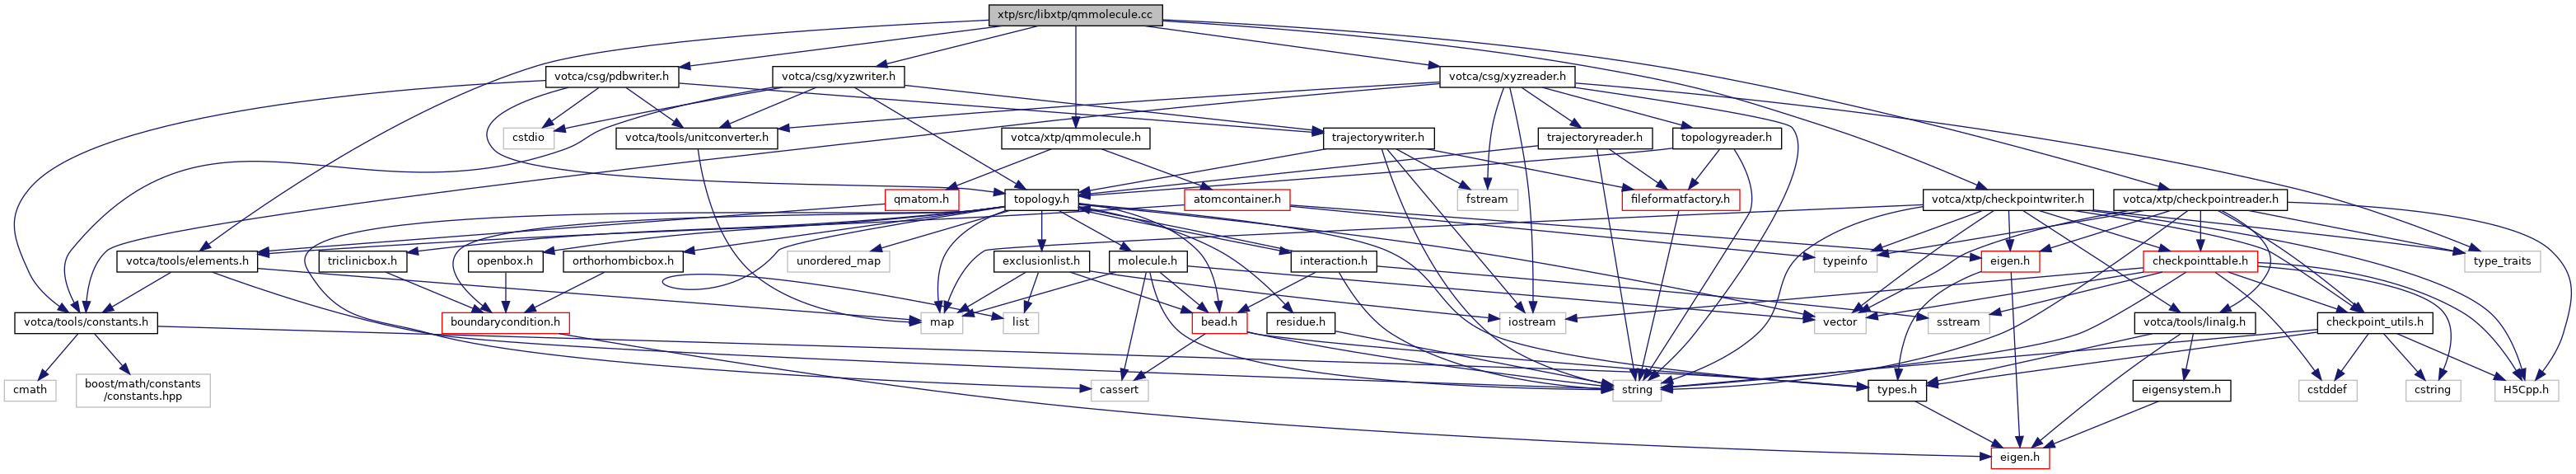 xtp/src/libxtp/qmmolecule.cc
votca/csg/pdbwriter.h
votca/csg/xyzwriter.h
votca/csg/xyzreader.h
cstdio
votca/tools/unitconverter.h
votca/xtp/qmmolecule.h
trajectorywriter.h
trajectoryreader.h
topologyreader.h
qmatom.h
topology.h
atomcontainer.h
fstream
fileformatfactory.h
votca/xtp/checkpointwriter.h
votca/xtp/checkpointreader.h
votca/tools/elements.h
triclinicbox.h
openbox.h
orthorhombicbox.h
unordered_map
exclusionlist.h
molecule.h
interaction.h
typeinfo
eigen.h
checkpointtable.h
type_traits
votca/tools/constants.h
boundarycondition.h
map
list
bead.h
residue.h
iostream
vector
sstream
votca/tools/linalg.h
checkpoint_utils.h
cmath
boost/math/constants
/constants.hpp
cassert
string
types.h
eigensystem.h
cstddef
cstring
H5Cpp.h
eigen.h